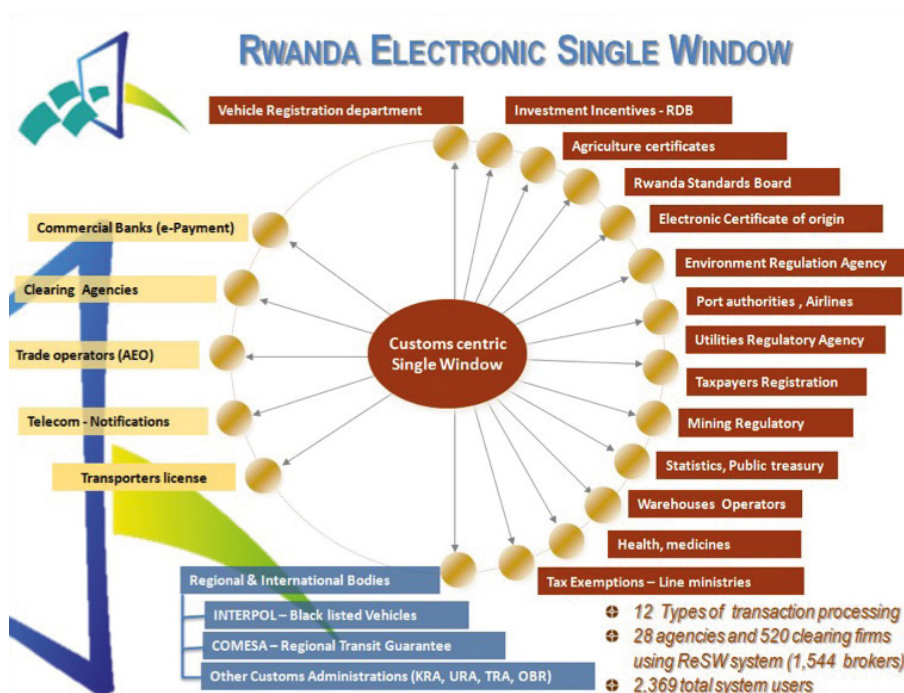 RWANDA ELECTRONIC SINGLE WINDOW
Vehicle Registration department
Investment Incentives - RDB
Agriculture certificates
Rwanda Standards Board
Electronic Certificate of origin
Environment Regulation Agency
Port authorities , Airlines
Utilities Regulatory Agency
Taxpayers Registration
Mining Regulatory
Statistics, Public treasury
Warehouses Operators
Health, medicines
Tax Exemptions – Line ministries
Commercial Banks (e-Payment)
Clearing Agencies
Trade operators (AEO)
Telecom - Notifications
Transporters license
Customs centric
Single Window
Regional & International Bodies
INTERPOL – Black listed Vehicles
COMESA – Regional Transit Guarantee
Other Customs Administrations (KRA, URA, TRA, OBR)
12 Types of transaction processing
28 agencies and 520 clearing firms
using ReSW system (1,544 brokers)
2,369 total system users